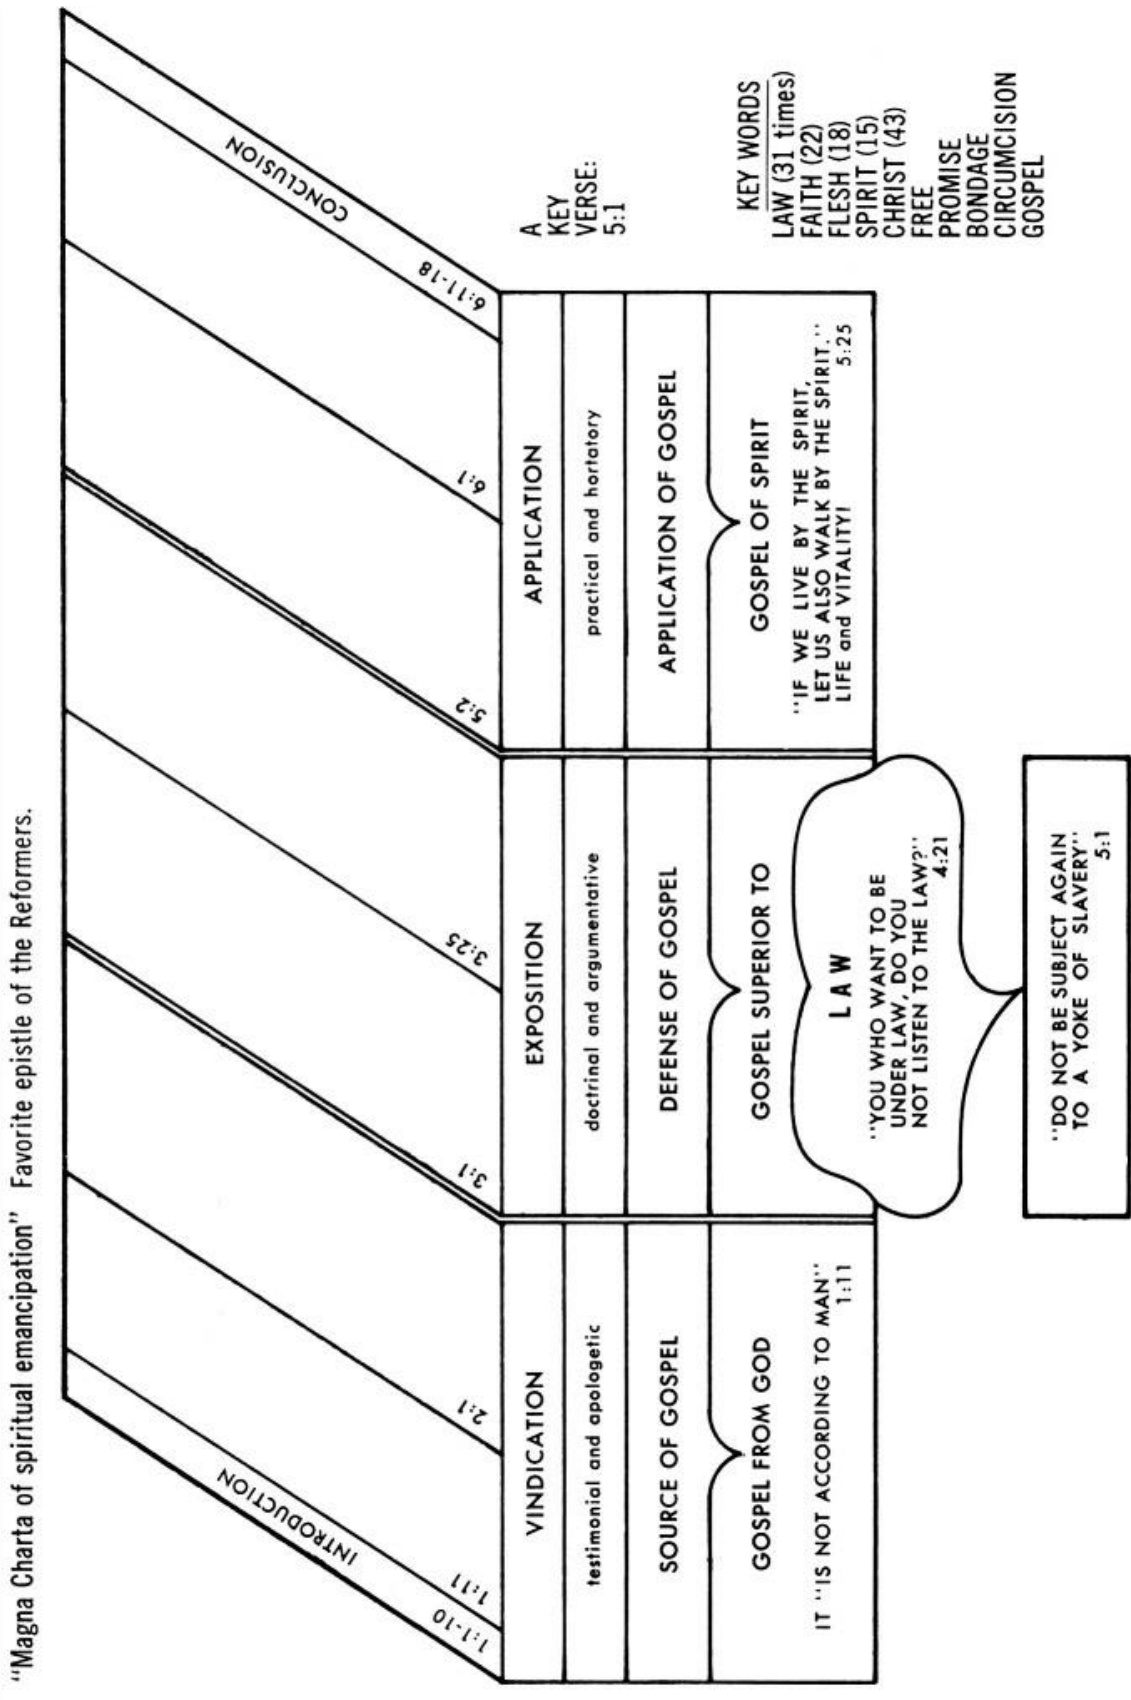 "Magna Charta of spiritual emancipation"   Favorite epistle of the Reformers.
INTRODUCTION
CONCLUSION
1:1-10
1:11
2:1
3:1
3:25
5:2
6:1
6:11-18
VINDICATION
EXPOSITION
APPLICATION
testimonial and apologetic
doctrinal and argumentative
practical and hortatory
SOURCE OF GOSPEL
DEFENSE OF GOSPEL
APPLICATION OF GOSPEL
GOSPEL FROM GOD
GOSPEL SUPERIOR TO
GOSPEL OF SPIRIT
IT "IS NOT ACCORDING TO MAN"
1:11
LAW
"YOU WHO WANT TO BE
UNDER LAW, DO YOU
NOT LISTEN TO THE LAW?"
4:21
"IF WE LIVE BY THE SPIRIT,
LET US ALSO WALK BY THE SPIRIT."
LIFE and VITALITY!
5:25
"DO NOT BE SUBJECT AGAIN
TO A YOKE OF SLAVERY"
5:1
A
KEY
VERSE:
5:1
KEY WORDS
LAW (31 times)
FAITH (22)
FLESH (18)
SPIRIT (15)
CHRIST (43)
FREE
PROMISE
BONDAGE
CIRCUMCISION
GOSPEL